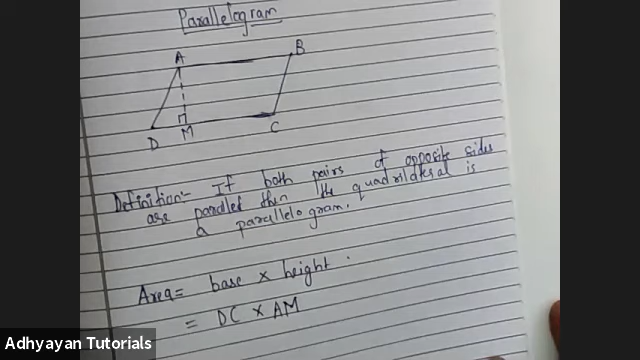 Parallelogram
A
B
D
M
C
Definition:- If both pairs of opposite sides
are parallel then the quadrilateral is
a parallelogram.
Area = base × height.
= DC × AM
Adhyayan Tutorials